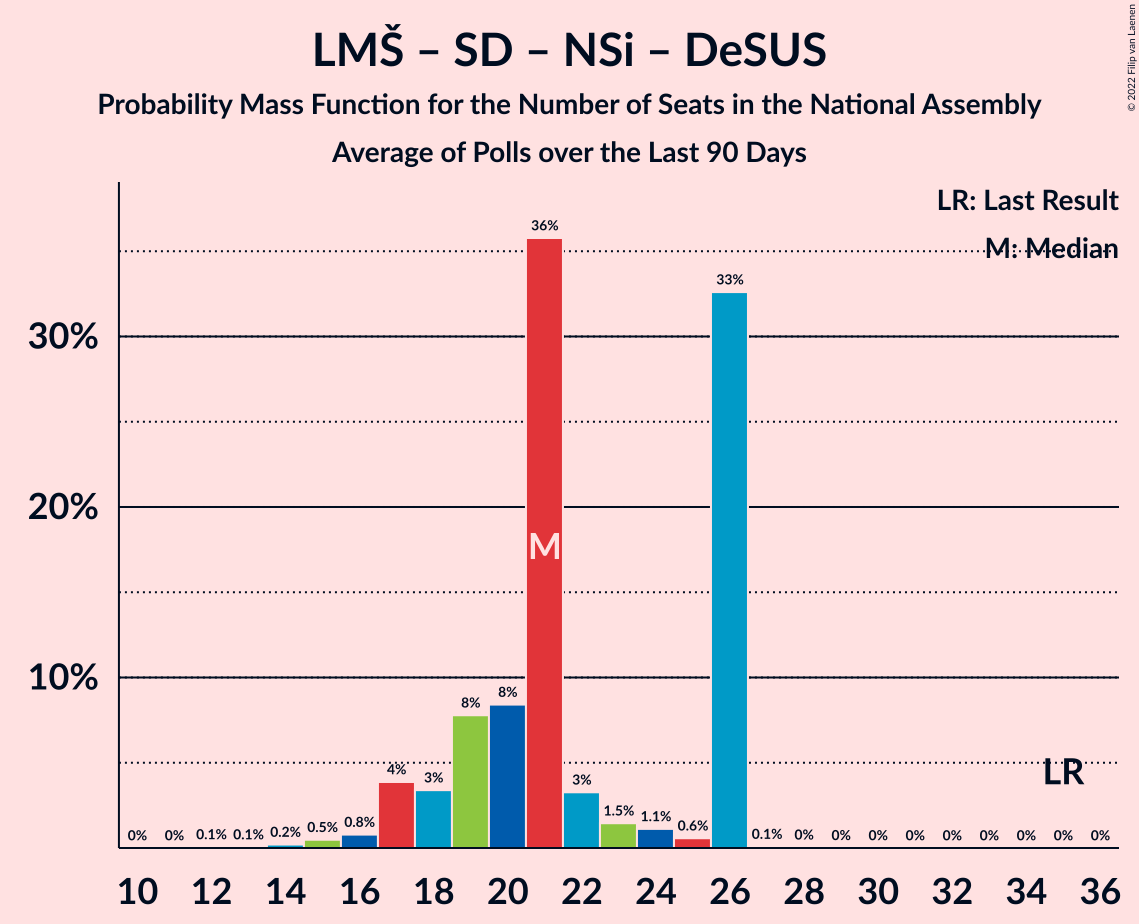 LMŠ – SD – NSi – DeSUS
Probability Mass Function for the Number of Seats in the National Assembly
Average of Polls over the Last 90 Days
© 2022 Filip van Laenen
LR: Last Result
M: Median
36%
33%
30%
20%
M
10%
8%
8%
4%
3%
3%
1.5%
1.1%
0.8%
0.6%
0.5%
0.2%
LR
0% 0% 0.1% 0.1% 0.1% 0% 0% 0% 0% 0% 0% 0% 0% 0%
10 12 14 16 18 20 22 24 26 28 30 32 34 36